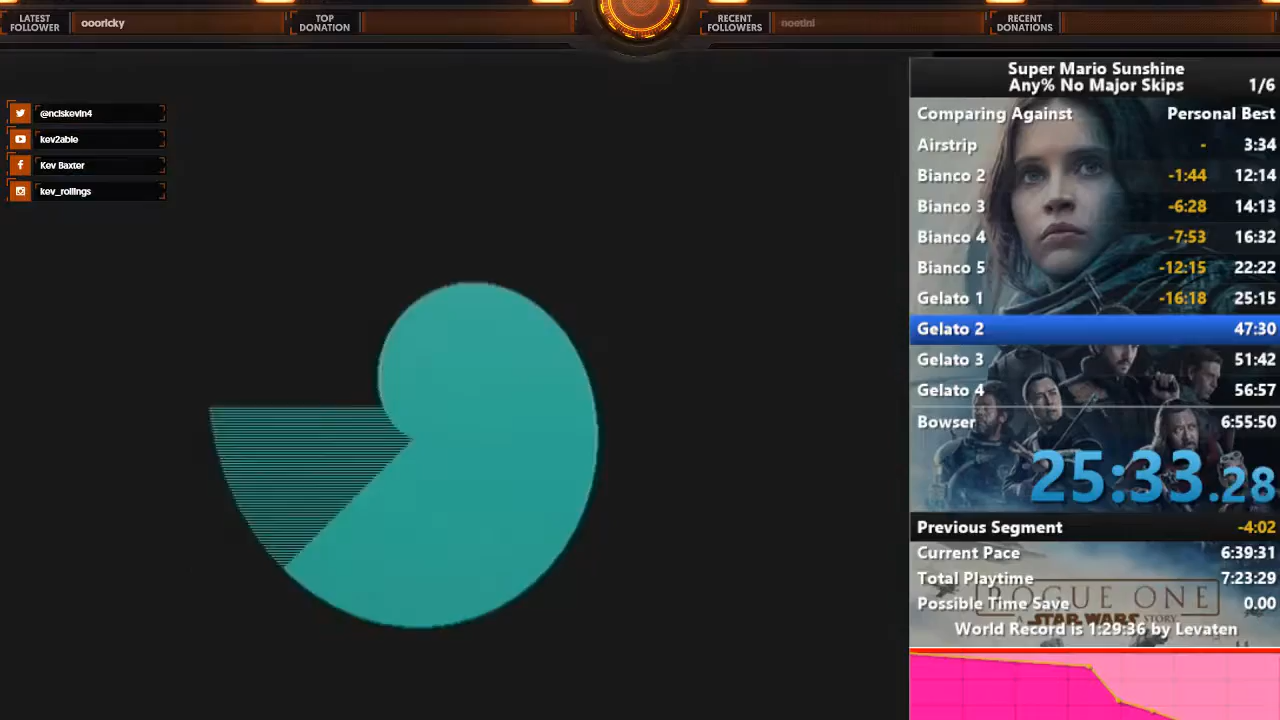 LATEST FOLLOWER
ooorlcky
TOP DONATION
RECENT FOLLOWERS
noetini
RECENT DONATIONS
@nclskevin4
kev2able
Kev Baxter
kev_rollings
Super Mario Sunshine
Any% No Major Skips 1/6
Comparing Against Personal Best
Airstrip - 3:34
Bianco 2 -1:44 12:14
Bianco 3 -6:28 14:13
Bianco 4 -7:53 16:32
Bianco 5 -12:15 22:22
Gelato 1 -16:18 25:15
Gelato 2 47:30
Gelato 3 51:42
Gelato 4 56:57
Bowser 6:55:50
25:33.28
Previous Segment -4:02
Current Pace 6:39:31
Total Playtime 7:23:29
Possible Time Save 0.00
ROGUE ONE
A STAR WARS STORY
World Record is 1:29:36 by Levaten